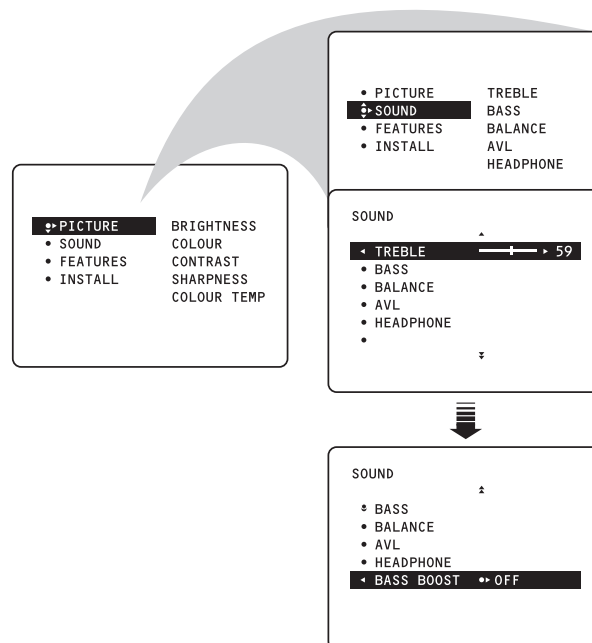 PICTURE BRIGHTNESS
SOUND COLOUR
FEATURES CONTRAST
INSTALL SHARPNESS
COLOUR TEMP
PICTURE TREBLE
SOUND BASS
FEATURES BALANCE
INSTALL AVL
HEADPHONE
SOUND
TREBLE 59
BASS
BALANCE
AVL
HEADPHONE
SOUND
BASS
BALANCE
AVL
HEADPHONE
BASS BOOST OFF